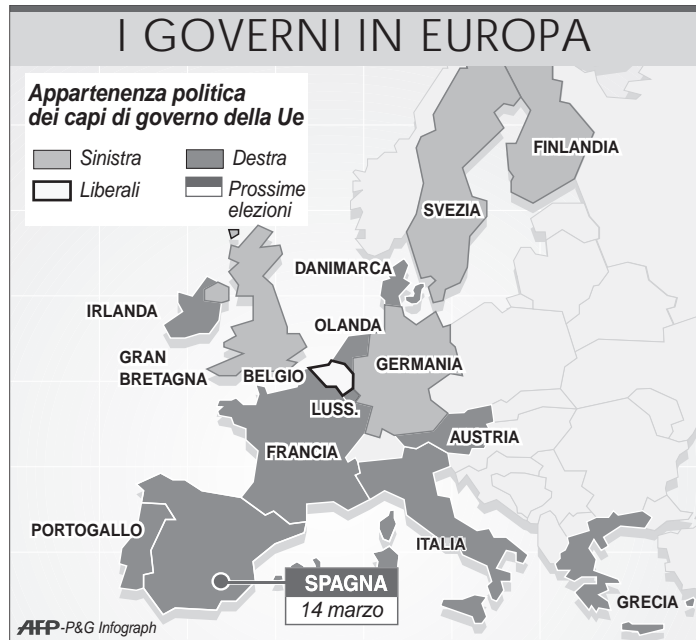 I GOVERNI IN EUROPA
Appartenenza politica
dei capi di governo della Ue
Sinistra
Destra
Liberali
Prossime
elezioni
FINLANDIA
SVEZIA
DANIMARCA
IRLANDA
OLANDA
GRAN
BRETAGNA
BELGIO
GERMANIA
LUSS.
AUSTRIA
FRANCIA
PORTOGALLO
ITALIA
SPAGNA
14 marzo
GRECIA
AFP-P&G Infograph